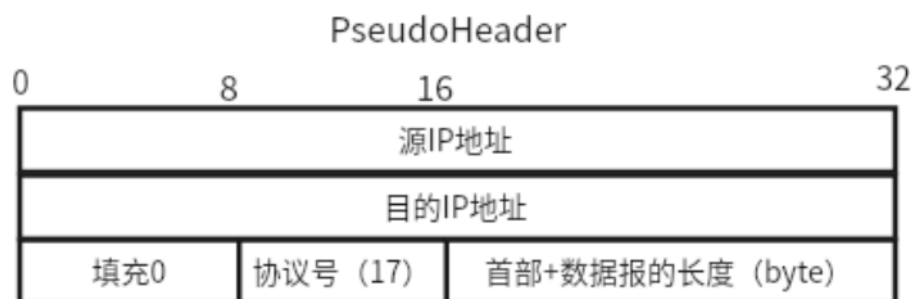 PseudoHeader
0 8 16 32
源IP地址
目的IP地址
填充0 协议号（17） 首部+数据报的长度（byte）